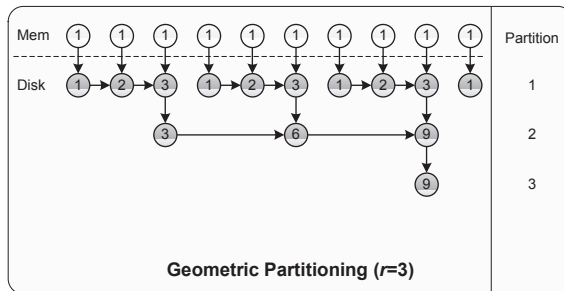 Mem 1 1 1 1 1 1 1 1 1 1 Partition
Disk 1 2 3 1 2 3 1 2 3 1 1
3 6 9 2
9 3
Geometric Partitioning (r=3)